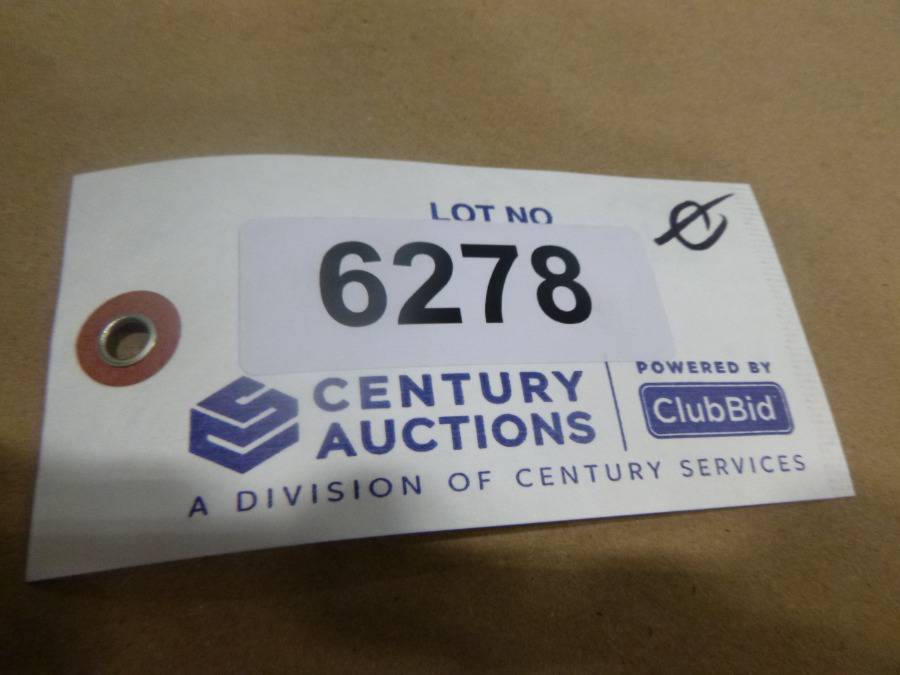 LOT NO
6278
CENTURY
AUCTIONS
POWERED BY
ClubBid
A DIVISION OF CENTURY SERVICES